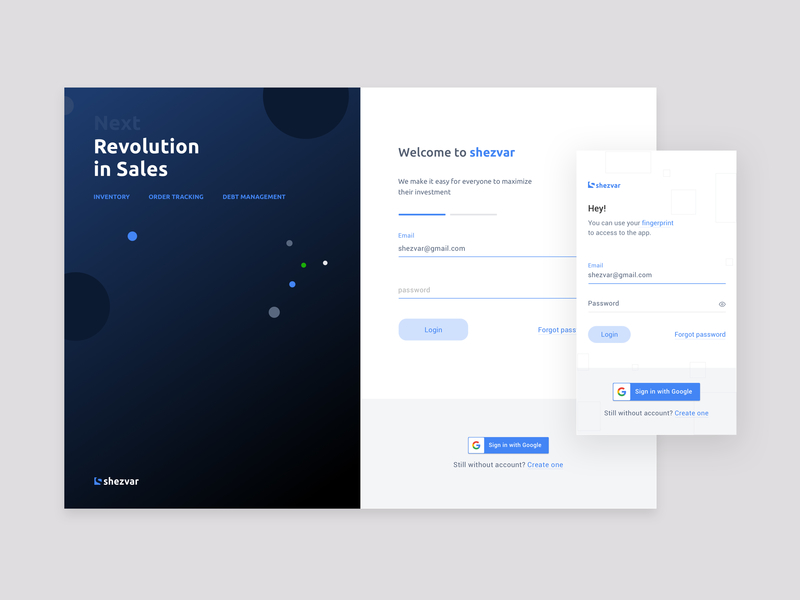 Next
Revolution
in Sales
INVENTORY ORDER TRACKING DEBT MANAGEMENT
shezvar
Welcome to shezvar
We make it easy for everyone to maximize
their investment
Email
shezvar@gmail.com
password
Login Forgot pass
Sign in with Google
Still without account? Create one
shezvar
Hey!
You can use your fingerprint
to access to the app.
Email
shezvar@gmail.com
Password
Login Forgot password
Sign in with Google
Still without account? Create one